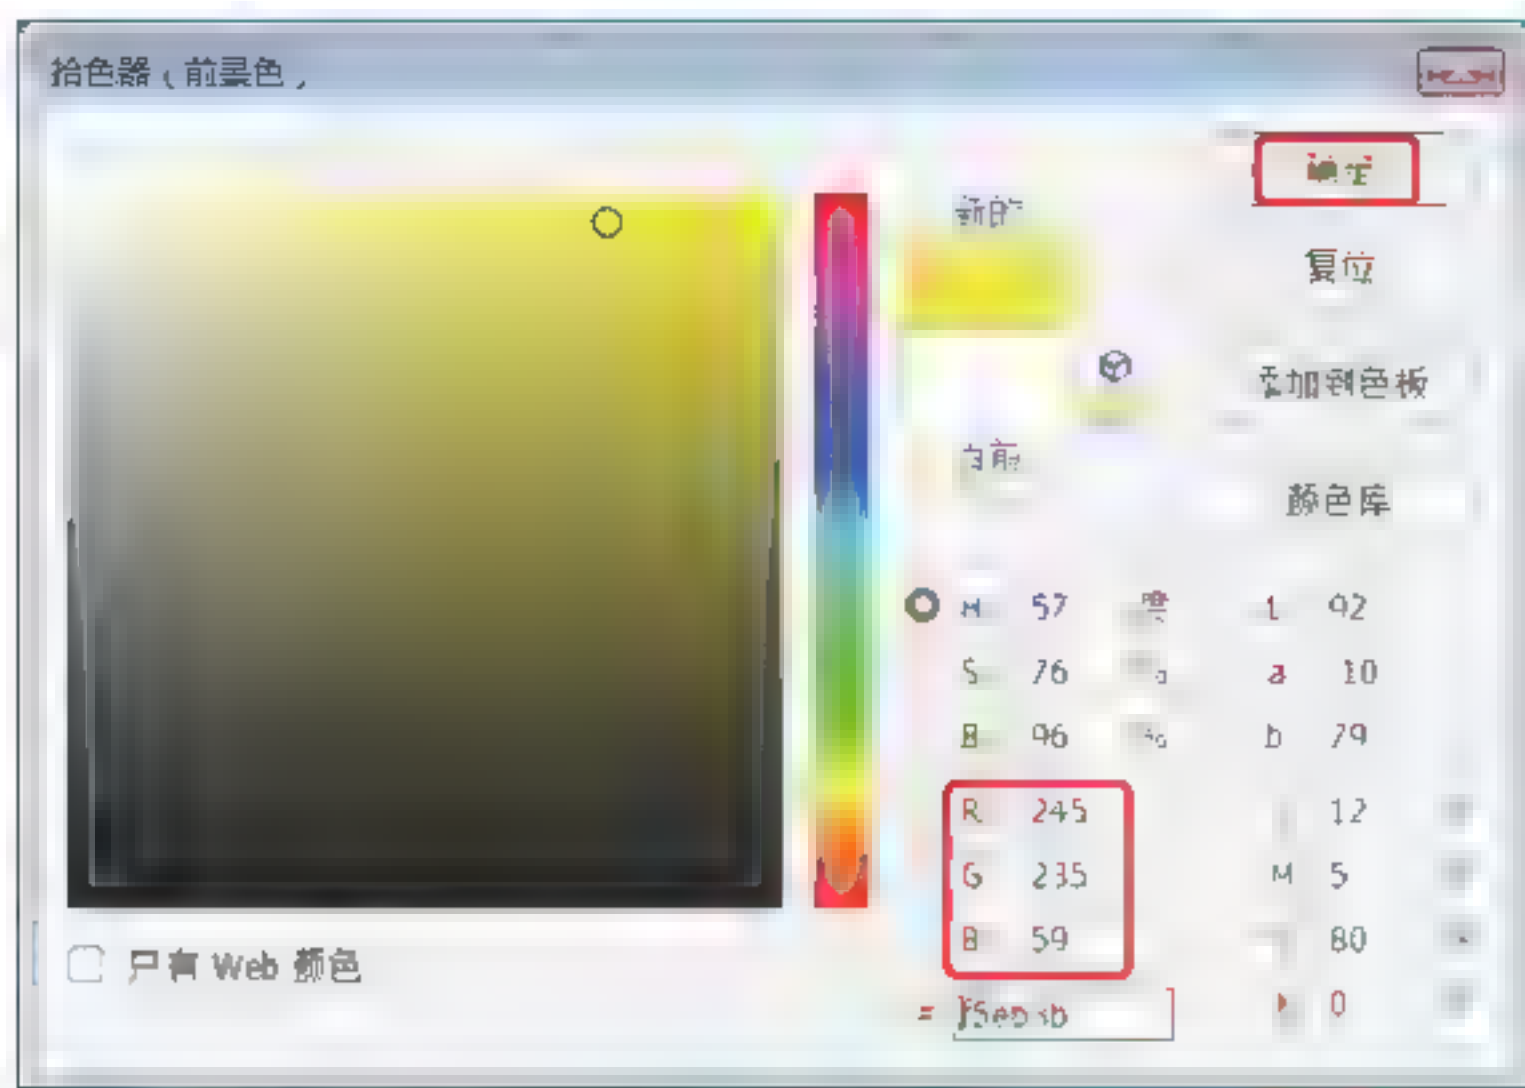 拾色器（前景色）
确定
新的
复位
添加到色板
当前
颜色库
H 57 度 L 92
S 76 % a 10
B 96 % b 79
R 245 12
G 235 M 5
B 59 80
只有 Web 颜色
f5eb3b 0